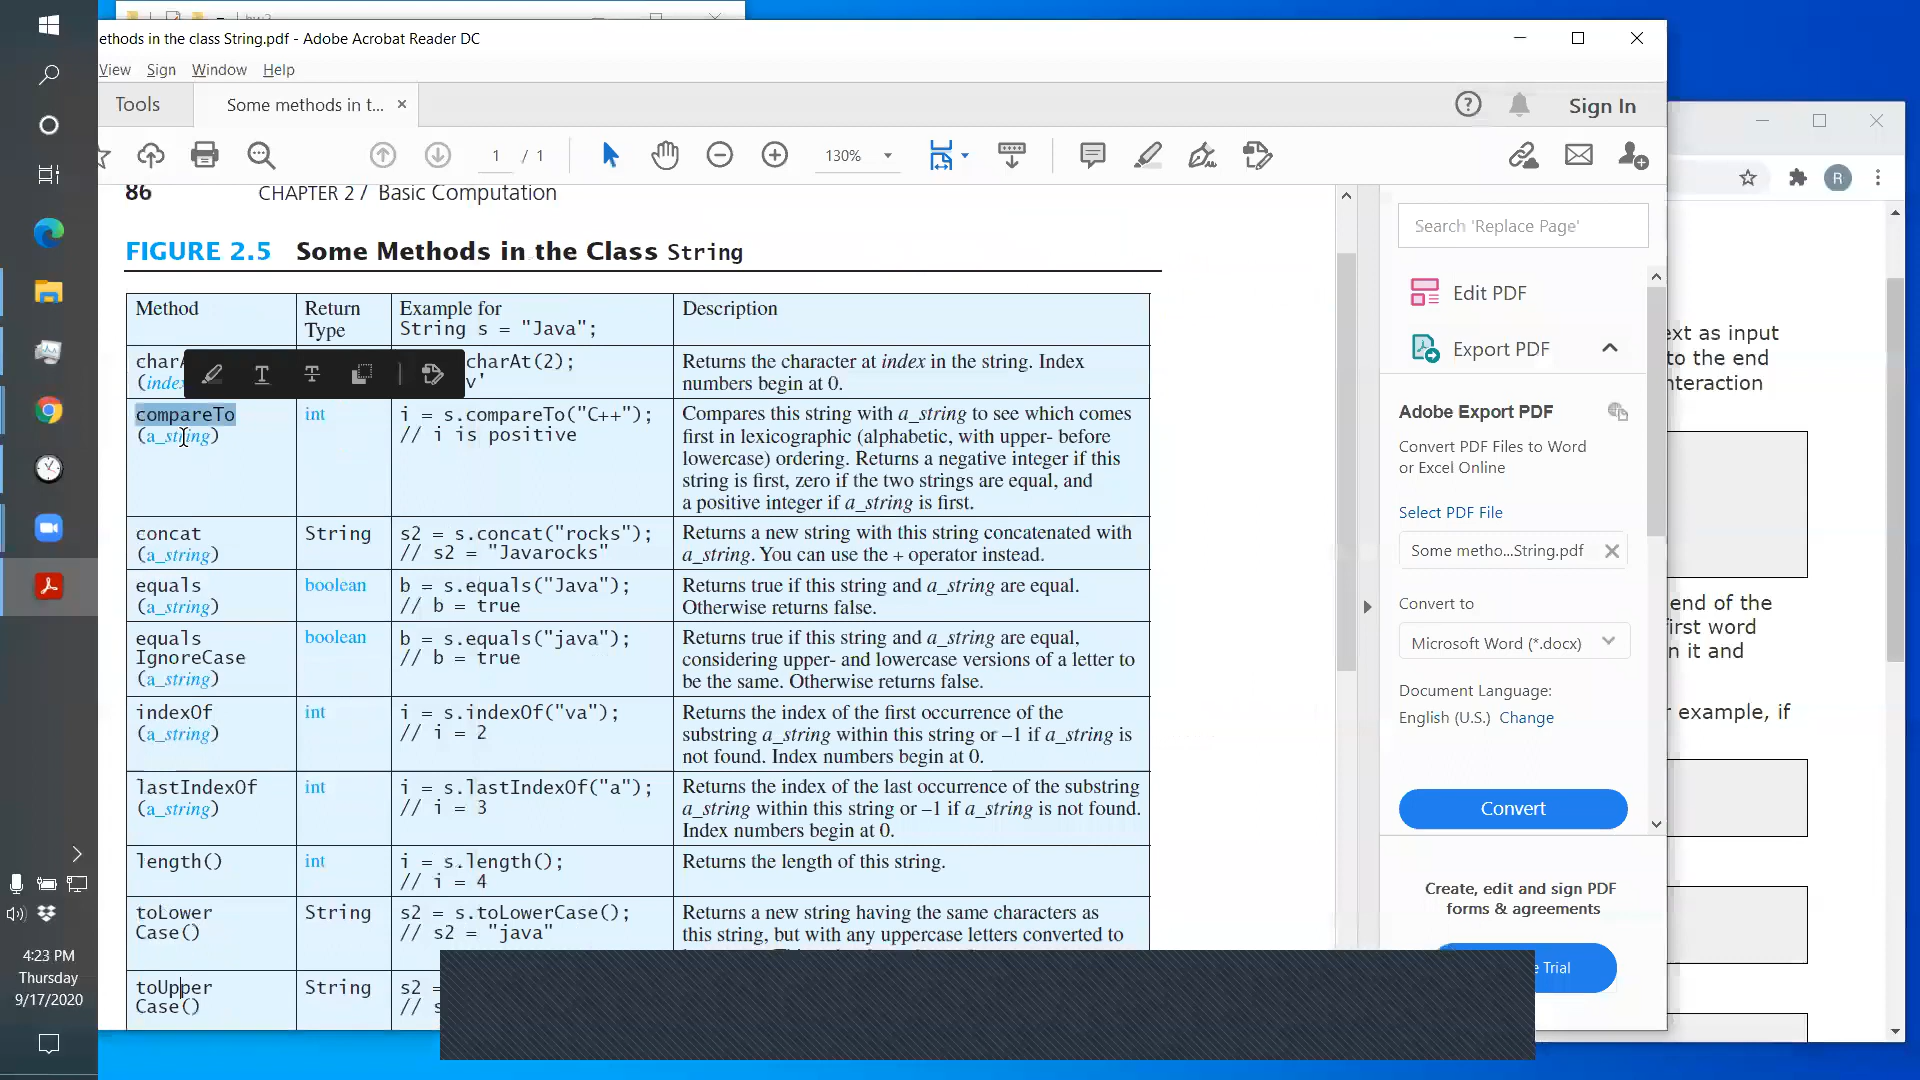 hw3
ethods in the class String.pdf - Adobe Acrobat Reader DC
View Sign Window Help
Tools
Some methods in t...
Sign In
1 / 1
130%
R
86 CHAPTER 2 / Basic Computation
FIGURE 2.5 Some Methods in the Class String
Method
Return
Type
Example for
String s = "Java";
Description
char
(index
charAt(2);
v'
Returns the character at index in the string. Index
numbers begin at 0.
compareTo
(a_string)
int
i = s.compareTo("C++");
// i is positive
Compares this string with a_string to see which comes
first in lexicographic (alphabetic, with upper- before
lowercase) ordering. Returns a negative integer if this
string is first, zero if the two strings are equal, and
a positive integer if a_string is first.
concat
(a_string)
String
s2 = s.concat("rocks");
// s2 = "Javarocks"
Returns a new string with this string concatenated with
a_string. You can use the + operator instead.
equals
(a_string)
boolean
b = s.equals("Java");
// b = true
Returns true if this string and a_string are equal.
Otherwise returns false.
equals
IgnoreCase
(a_string)
boolean
b = s.equals("java");
// b = true
Returns true if this string and a_string are equal,
considering upper- and lowercase versions of a letter to
be the same. Otherwise returns false.
indexOf
(a_string)
int
i = s.indexOf("va");
// i = 2
Returns the index of the first occurrence of the
substring a_string within this string or –1 if a_string is
not found. Index numbers begin at 0.
lastIndexOf
(a_string)
int
i = s.lastIndexOf("a");
// i = 3
Returns the index of the last occurrence of the substring
a_string within this string or –1 if a_string is not found.
Index numbers begin at 0.
length()
int
i = s.length();
// i = 4
Returns the length of this string.
toLower
Case()
String
s2 = s.toLowerCase();
// s2 = "java"
Returns a new string having the same characters as
this string, but with any uppercase letters converted to
toUpper
Case()
String
s2 =
// s
Search 'Replace Page'
Edit PDF
Export PDF
Adobe Export PDF
Convert PDF Files to Word
or Excel Online
Select PDF File
Some metho...String.pdf
Convert to
Microsoft Word (*.docx)
Document Language:
English (U.S.) Change
Convert
Create, edit and sign PDF
forms & agreements
e Trial
ext as input
to the end
nteraction
end of the
first word
n it and
r example, if
4:23 PM
Thursday
9/17/2020